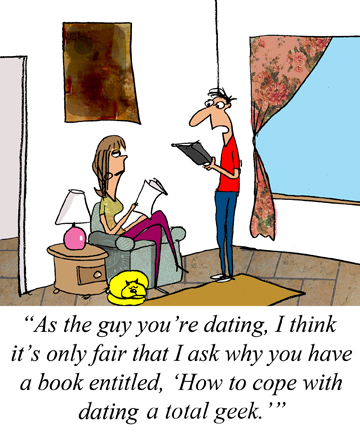 “As the guy you’re dating, I think
it’s only fair that I ask why you have
a book entitled, ‘How to cope with
dating a total geek.’”